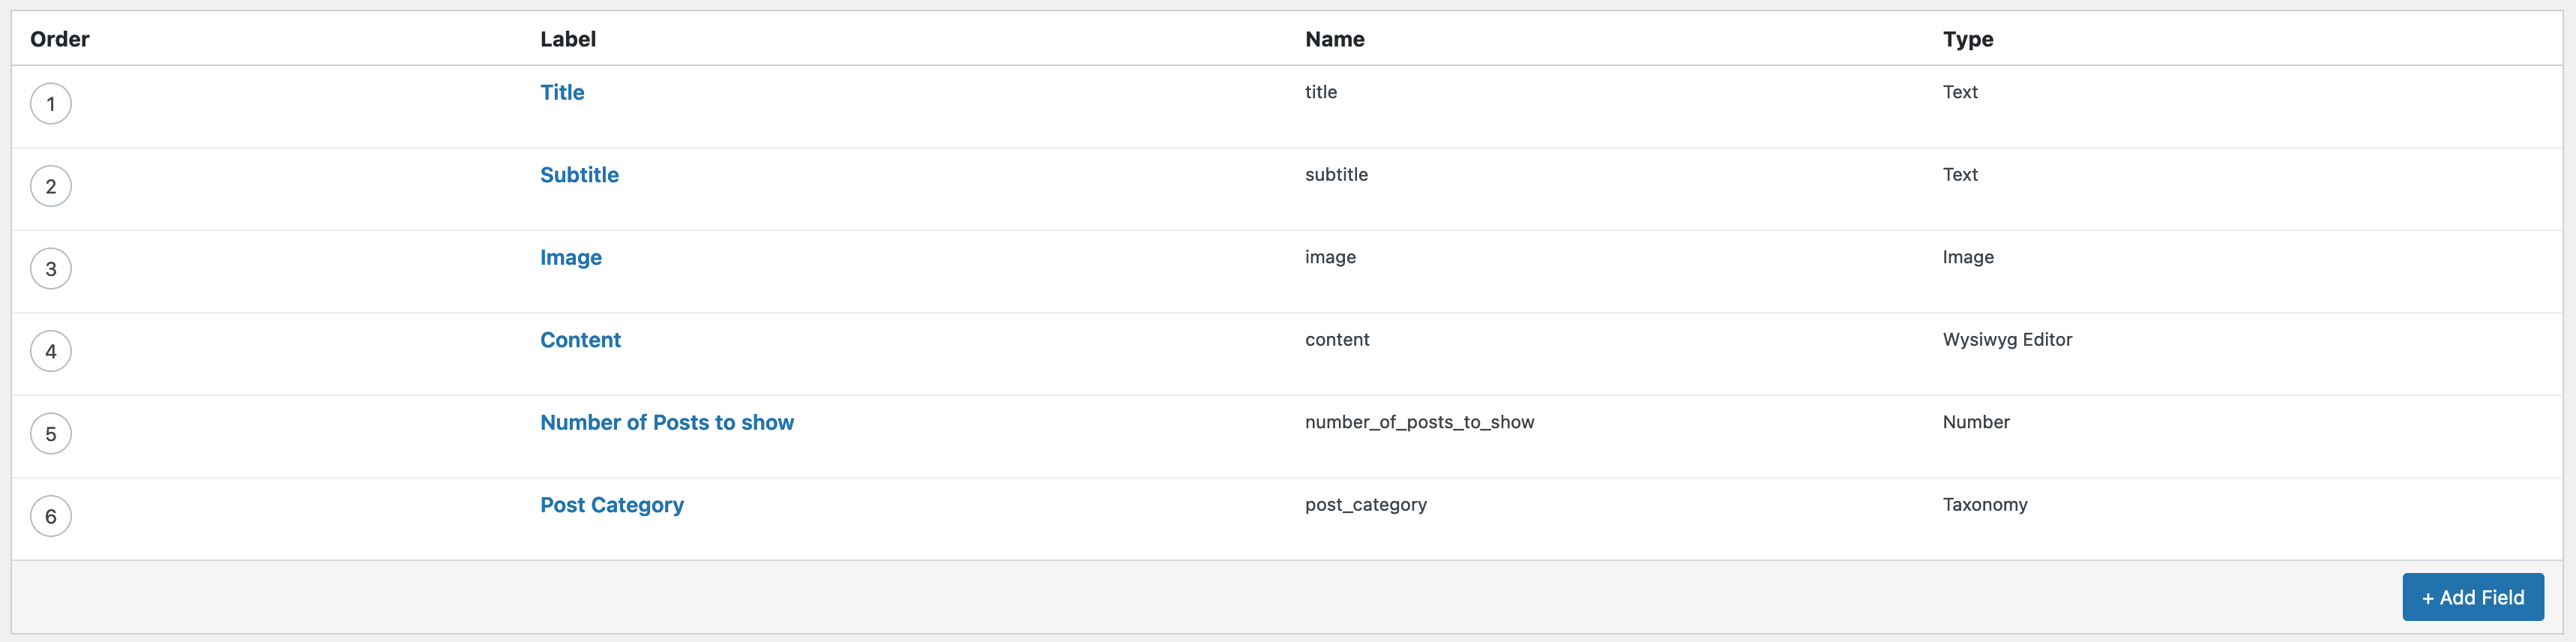 Order Label Name Type
1 Title title Text
2 Subtitle subtitle Text
3 Image image Image
4 Content content Wysiwyg Editor
5 Number of Posts to show number_of_posts_to_show Number
6 Post Category post_category Taxonomy
+ Add Field